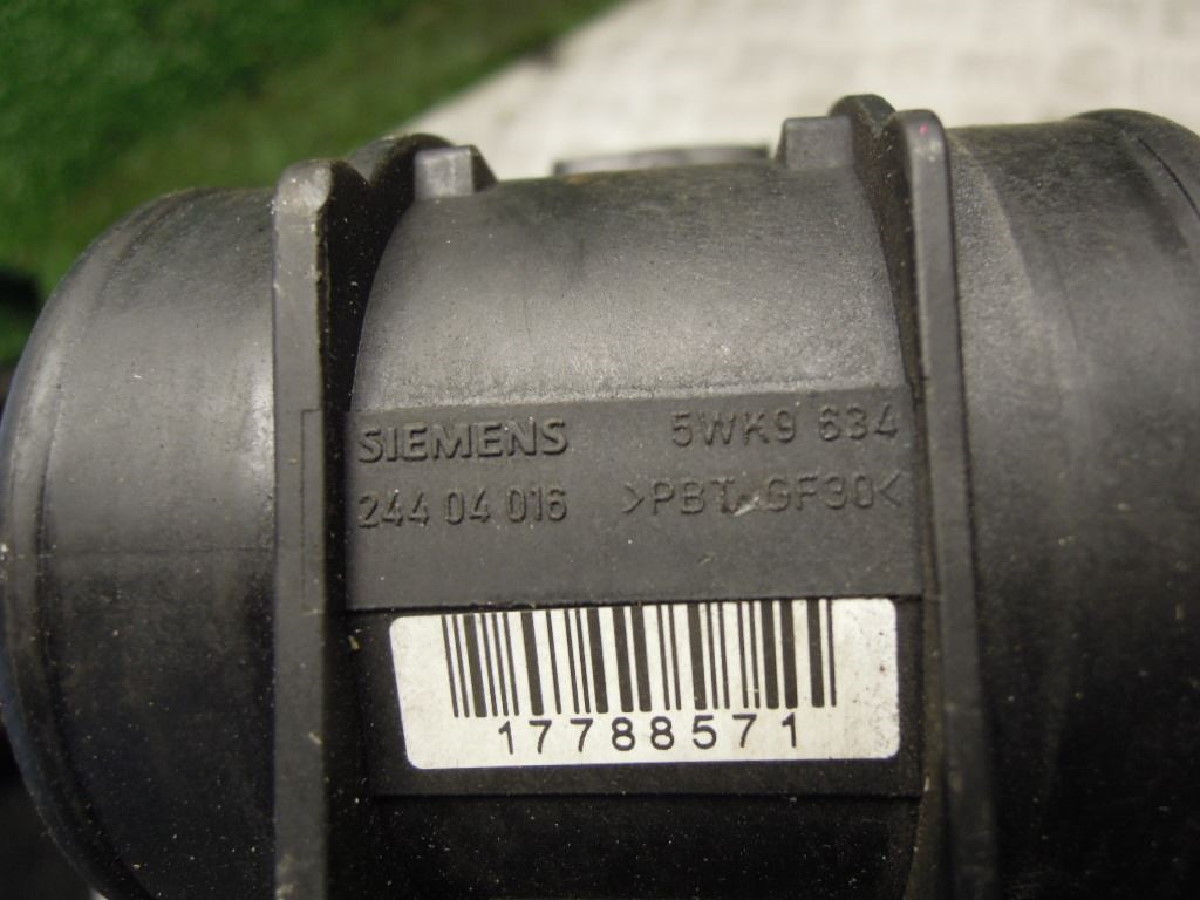 SIEMENS 5WK9 634
244 04 016 >PBT GF30<
17788571